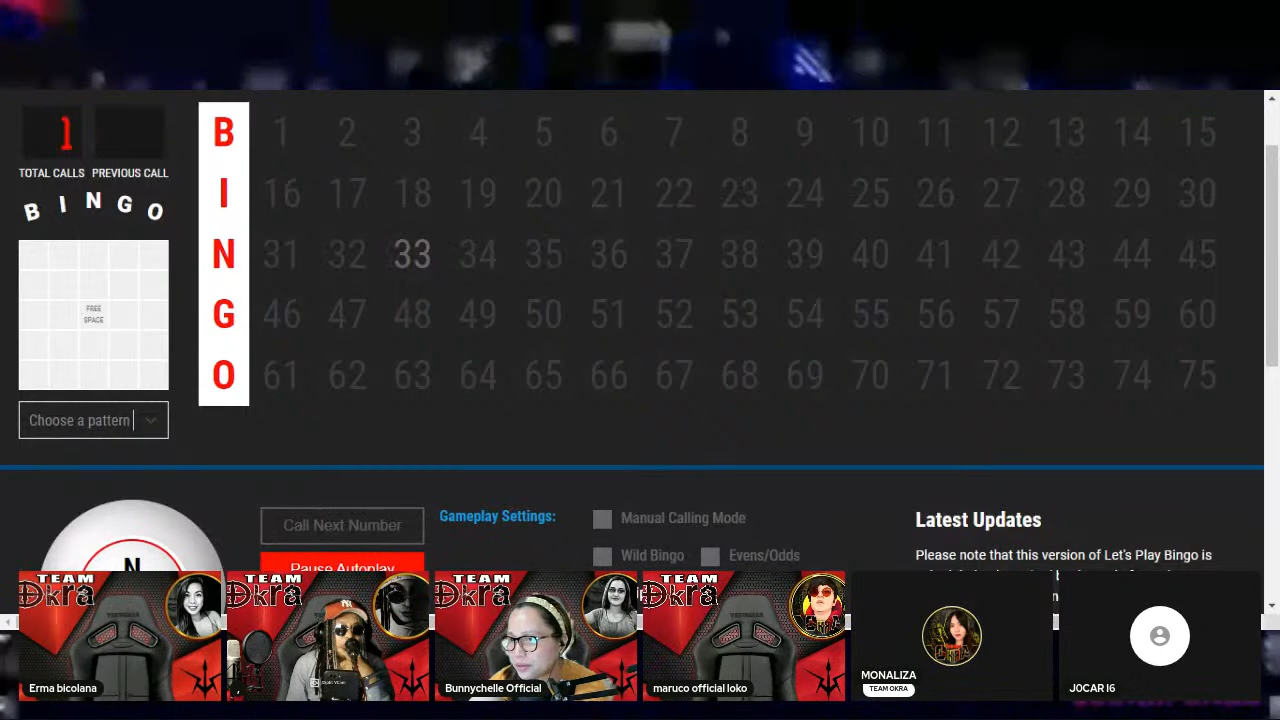 1
TOTAL CALLS PREVIOUS CALL
B I N G O
FREE
SPACE
Choose a pattern
B 1 2 3 4 5 6 7 8 9 10 11 12 13 14 15
I 16 17 18 19 20 21 22 23 24 25 26 27 28 29 30
N 31 32 33 34 35 36 37 38 39 40 41 42 43 44 45
G 46 47 48 49 50 51 52 53 54 55 56 57 58 59 60
O 61 62 63 64 65 66 67 68 69 70 71 72 73 74 75
N
Call Next Number
Pause Autoplay
Gameplay Settings:
Manual Calling Mode
Wild Bingo Evens/Odds
Latest Updates
Please note that this version of Let's Play Bingo is
TEAM
Okra
Erma bicolana
TEAM
Okra
TEAM
Okra
Bunnychelle Official
TEAM
Okra
maruco official loko
MONALIZA
TEAM OKRA
JOCAR I6